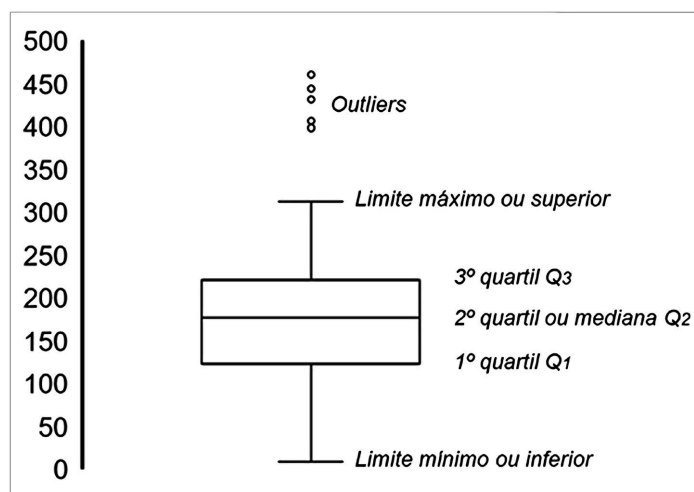 500
450
Outliers
400
350
Limite máximo ou superior
300
250
3º quartil Q3
200
2º quartil ou mediana Q2
150
1º quartil Q1
100
50
Limite mínimo ou inferior
0